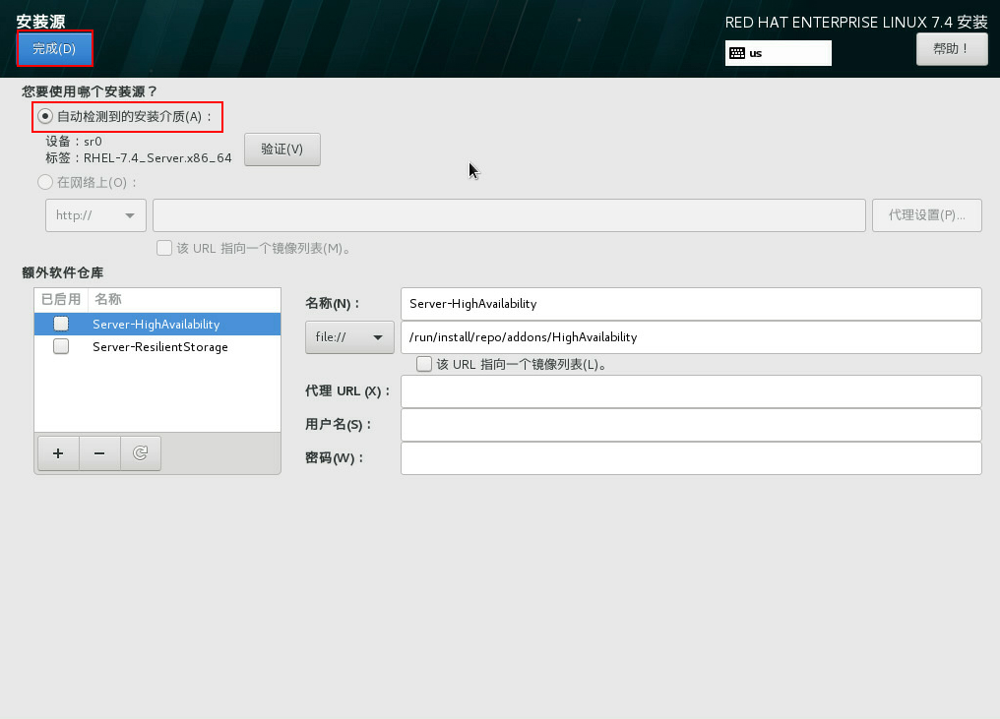 安装源
RED HAT ENTERPRISE LINUX 7.4 安装
完成(D)
us
帮助！
您要使用哪个安装源？
自动检测到的安装介质(A)：
设备：sr0
标签：RHEL-7.4_Server.x86_64
验证(V)
在网络上(O)：
http://
代理设置(P)...
该 URL 指向一个镜像列表(M)。
额外软件仓库
已启用 名称
Server-HighAvailability
Server-ResilientStorage
名称(N)：
Server-HighAvailability
file://
/run/install/repo/addons/HighAvailability
该 URL 指向一个镜像列表(L)。
代理 URL (X)：
用户名(S)：
密码(W)：